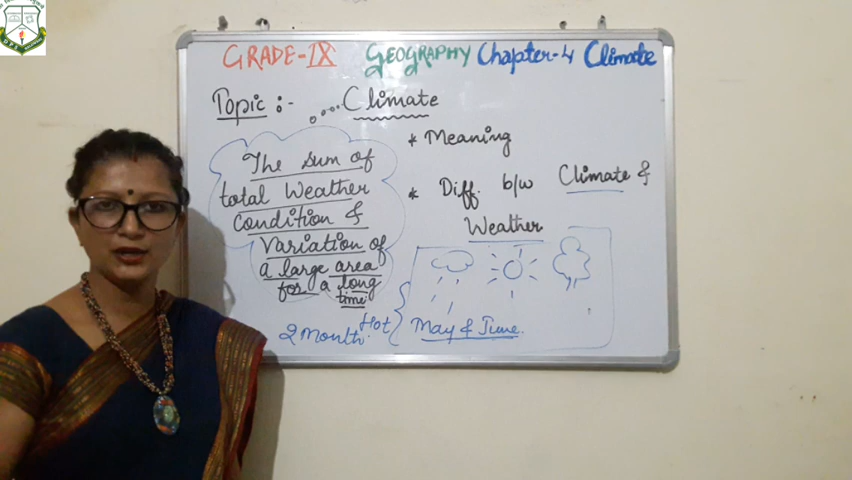 GRADE-IX GEOGRAPHY Chapter-4 Climate
Topic :- ....Climate
* Meaning
* Diff. b/w Climate &
Weather
The Sum of
total Weather
Condition &
Variation of
a large area
for a long
time
2 Month Hot
May & June.